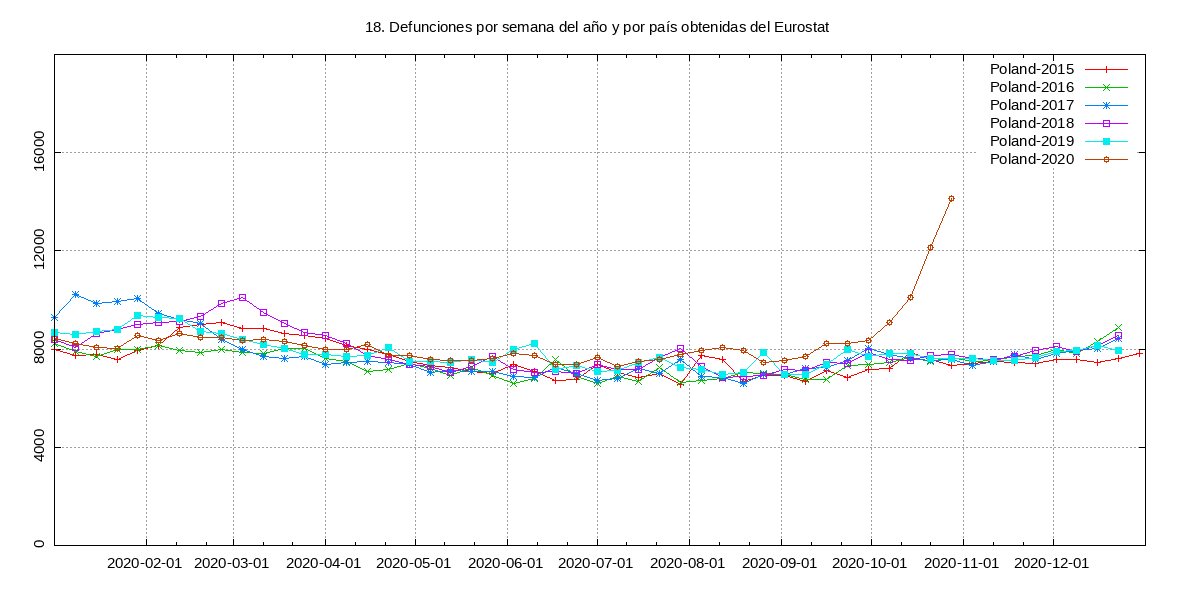 18. Defunciones por semana del año y por país obtenidas del Eurostat
Poland-2015
Poland-2016
Poland-2017
Poland-2018
Poland-2019
Poland-2020
16000
12000
8000
4000
0
2020-02-01 2020-03-01 2020-04-01 2020-05-01 2020-06-01 2020-07-01 2020-08-01 2020-09-01 2020-10-01 2020-11-01 2020-12-01